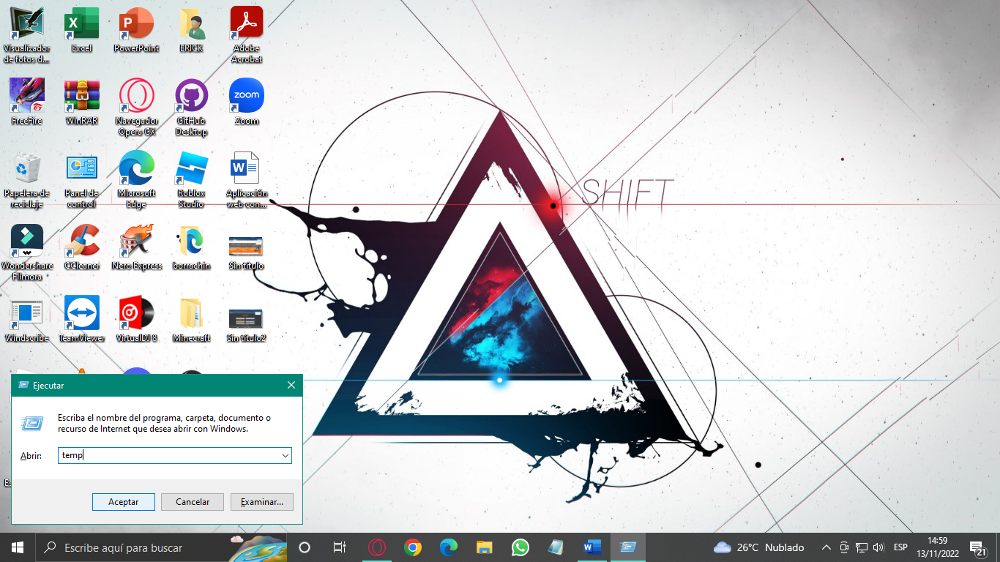 Visualizador
de fotos d...
Excel
PowerPoint
ERICK
Adobe
Acrobat
FreeFire
WinRAR
Navegador
Opera GX
GitHub
Desktop
zoom
Zoom
Papelera de
reciclaje
Panel de
control
Microsoft
Edge
Roblox
Studio
Aplicación
web con...
Wondershare
Filmora
CCleaner
Nero Express
borrachin
Sin título
Windscribe
TeamViewer
VirtualDJ 8
Minecraft
Sin titulo2
SHIFT
Ejecutar
Escriba el nombre del programa, carpeta, documento o
recurso de Internet que desea abrir con Windows.
Abrir:
temp
Aceptar
Cancelar
Examinar...
Escribe aquí para buscar
26°C Nublado
ESP
14:59
13/11/2022
21